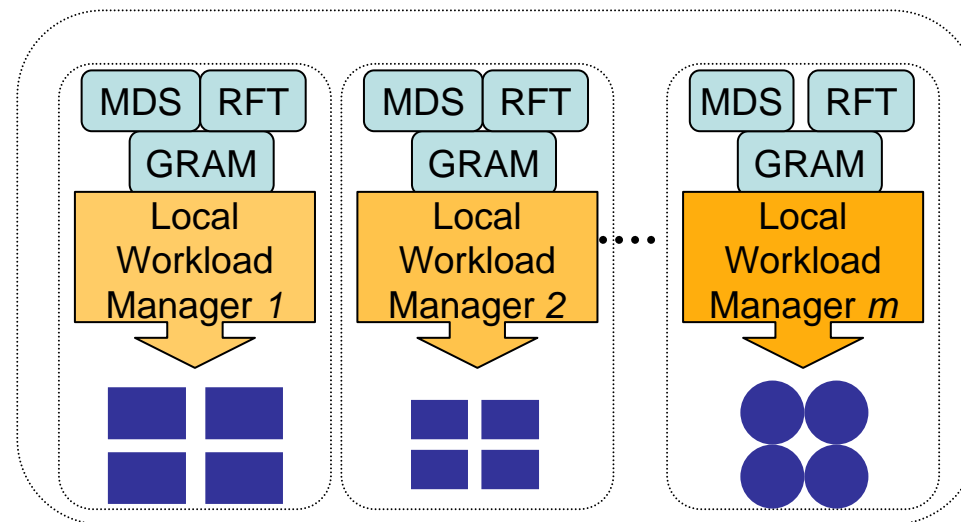 MDS RFT
GRAM
Local
Workload
Manager 1
MDS RFT
GRAM
Local
Workload
Manager 2
....
MDS RFT
GRAM
Local
Workload
Manager m